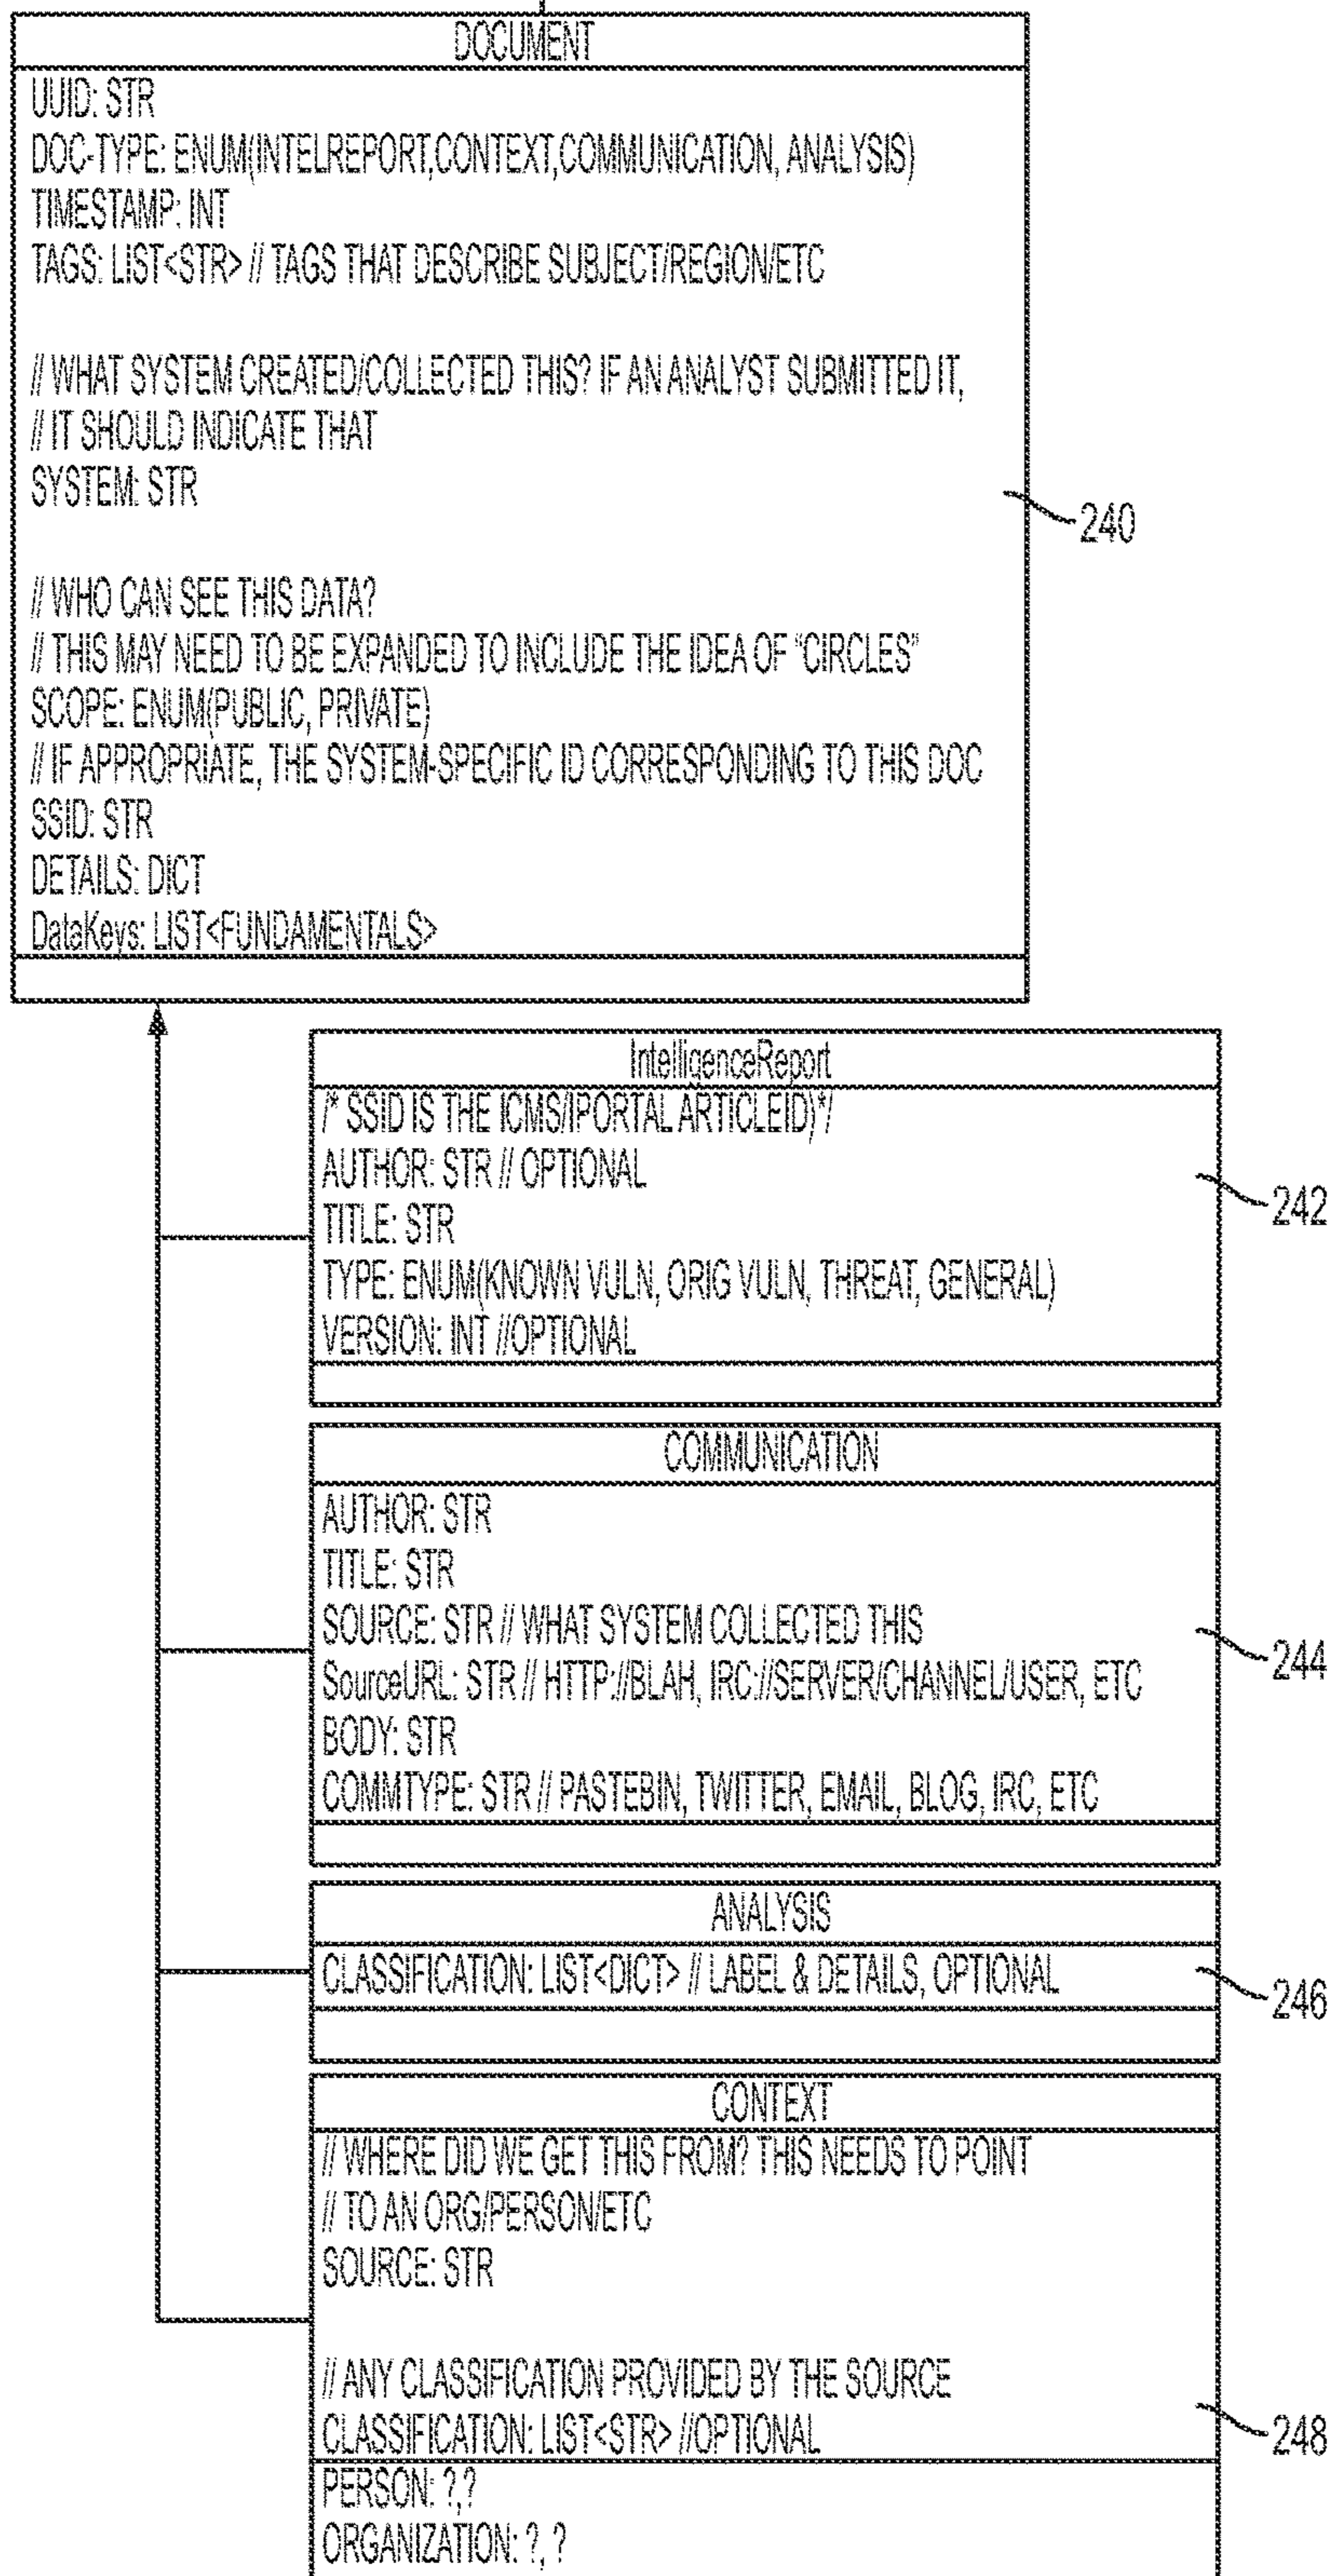 DOCUMENT
UUID: STR
DOC-TYPE: ENUM(INTELREPORT,CONTEXT,COMMUNICATION, ANALYSIS)
TIMESTAMP: INT
TAGS: LIST<STR> // TAGS THAT DESCRIBE SUBJECT/REGION/ETC
// WHAT SYSTEM CREATED/COLLECTED THIS? IF AN ANALYST SUBMITTED IT,
// IT SHOULD INDICATE THAT
SYSTEM: STR
240
// WHO CAN SEE THIS DATA?
// THIS MAY NEED TO BE EXPANDED TO INCLUDE THE IDEA OF "CIRCLES"
SCOPE: ENUM(PUBLIC, PRIVATE)
// IF APPROPRIATE, THE SYSTEM-SPECIFIC ID CORRESPONDING TO THIS DOC
SSID: STR
DETAILS: DICT
DataKeys: LIST<FUNDAMENTALS>
IntelligenceReport
/* SSID IS THE ICMS/IPORTAL ARTICLEID)*/
AUTHOR: STR // OPTIONAL
242
TITLE: STR
TYPE: ENUM(KNOWN VULN, ORIG VULN, THREAT, GENERAL)
VERSION: INT //OPTIONAL
COMMUNICATION
AUTHOR: STR
TITLE: STR
SOURCE: STR // WHAT SYSTEM COLLECTED THIS
244
SourceURL: STR // HTTP://BLAH, IRC://SERVER/CHANNEL/USER, ETC
BODY: STR
COMMTYPE: STR // PASTEBIN, TWITTER, EMAIL, BLOG, IRC, ETC
ANALYSIS
CLASSIFICATION: LIST<DICT> // LABEL & DETAILS, OPTIONAL
246
CONTEXT
// WHERE DID WE GET THIS FROM? THIS NEEDS TO POINT
// TO AN ORG/PERSON/ETC
SOURCE: STR
// ANY CLASSIFICATION PROVIDED BY THE SOURCE
CLASSIFICATION: LIST<STR> //OPTIONAL
248
PERSON: ?,?
ORGANIZATION: ?, ?